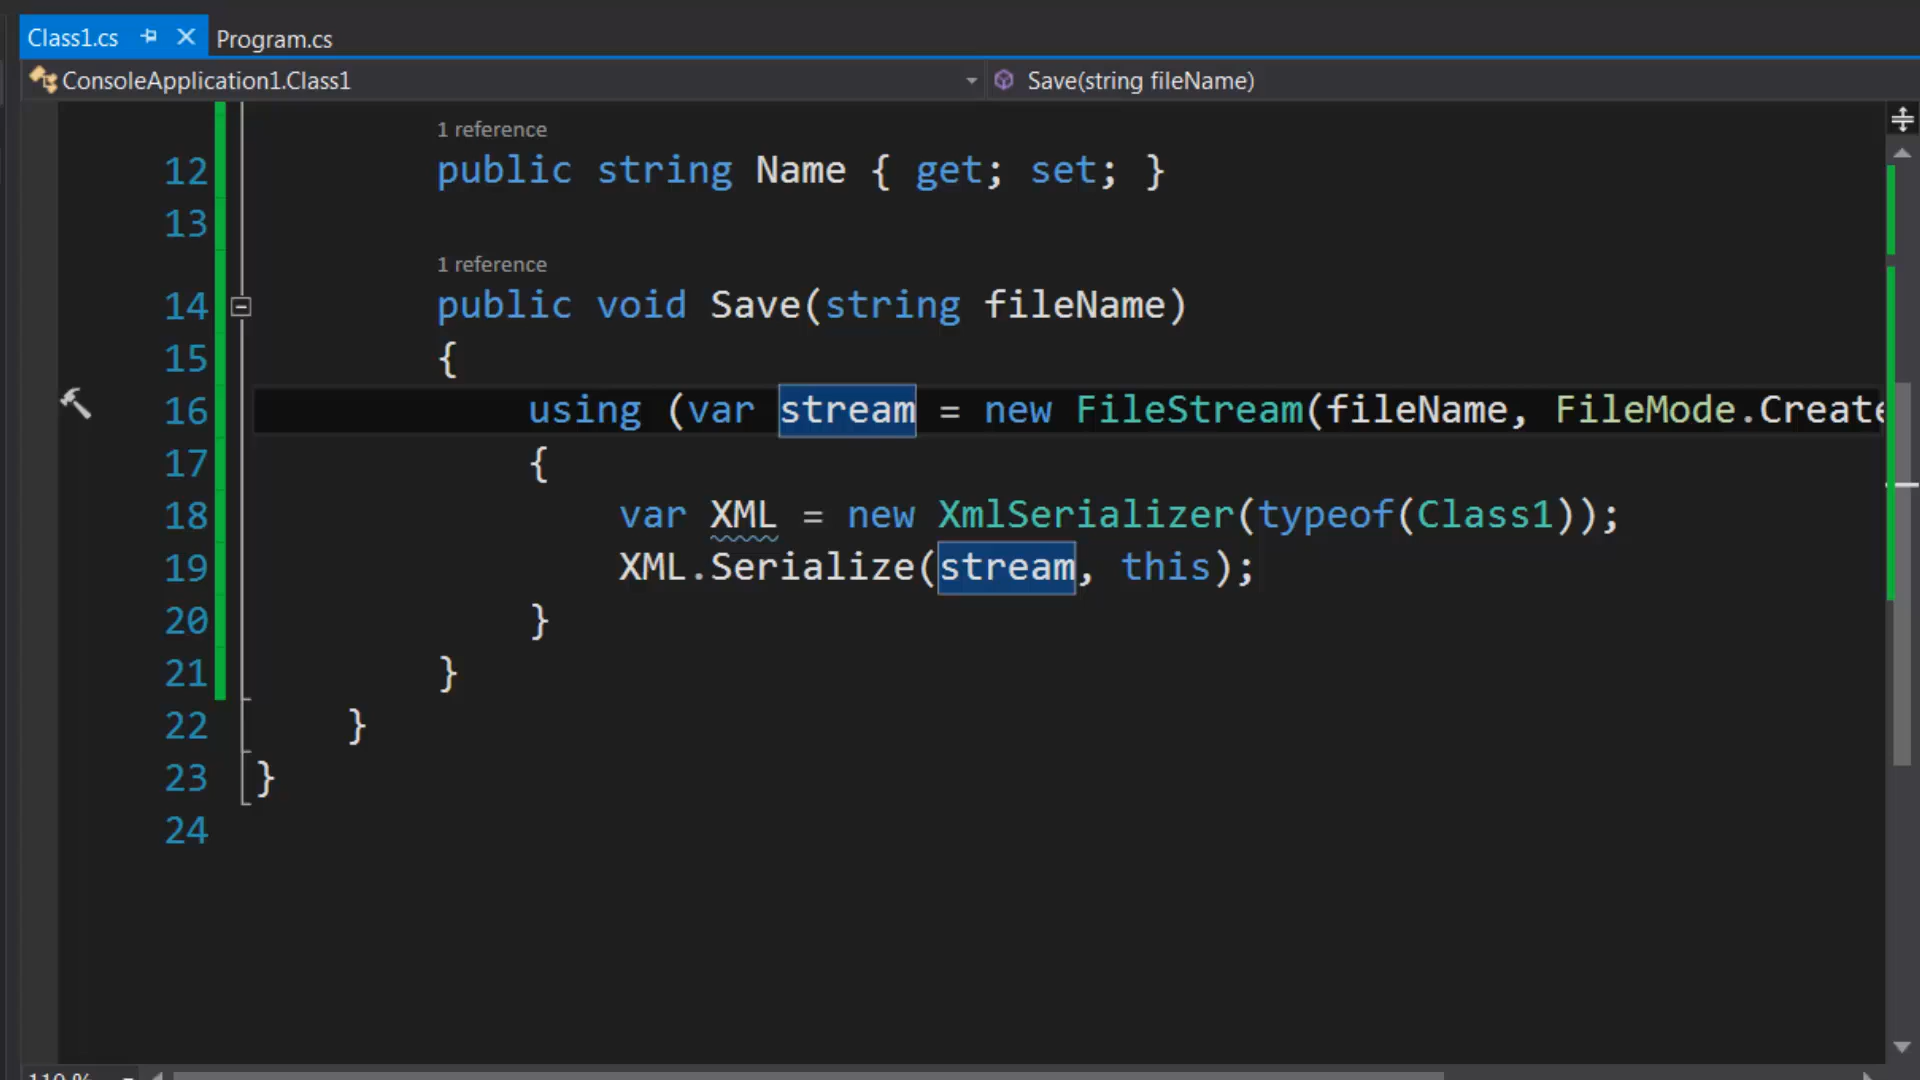 Class1.cs Program.cs
ConsoleApplication1.Class1 Save(string fileName)
1 reference
12 public string Name { get; set; }
13
1 reference
14 public void Save(string fileName)
15 {
16 using (var stream = new FileStream(fileName, FileMode.Create
17 {
18 var XML = new XmlSerializer(typeof(Class1));
19 XML.Serialize(stream, this);
20 }
21 }
22 }
23 }
24